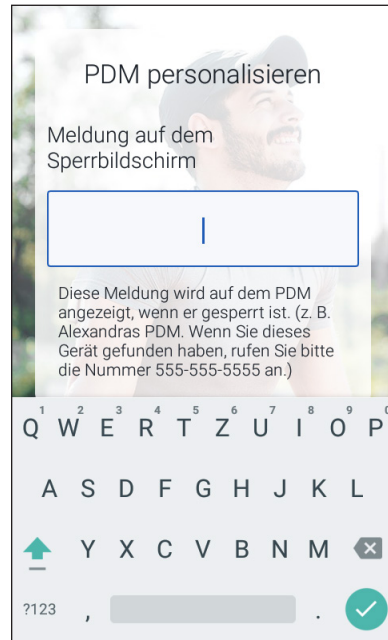 PDM personalisieren
Meldung auf dem
Sperrbildschirm
Diese Meldung wird auf dem PDM
angezeigt, wenn er gesperrt ist. (z. B.
Alexandras PDM. Wenn Sie dieses
Gerät gefunden haben, rufen Sie bitte
die Nummer 555-555-5555 an.)
1 2 3 4 5 6 7 8 9 0
Q W E R T Z U I O P
A S D F G H J K L
Y X C V B N M
?123 , .